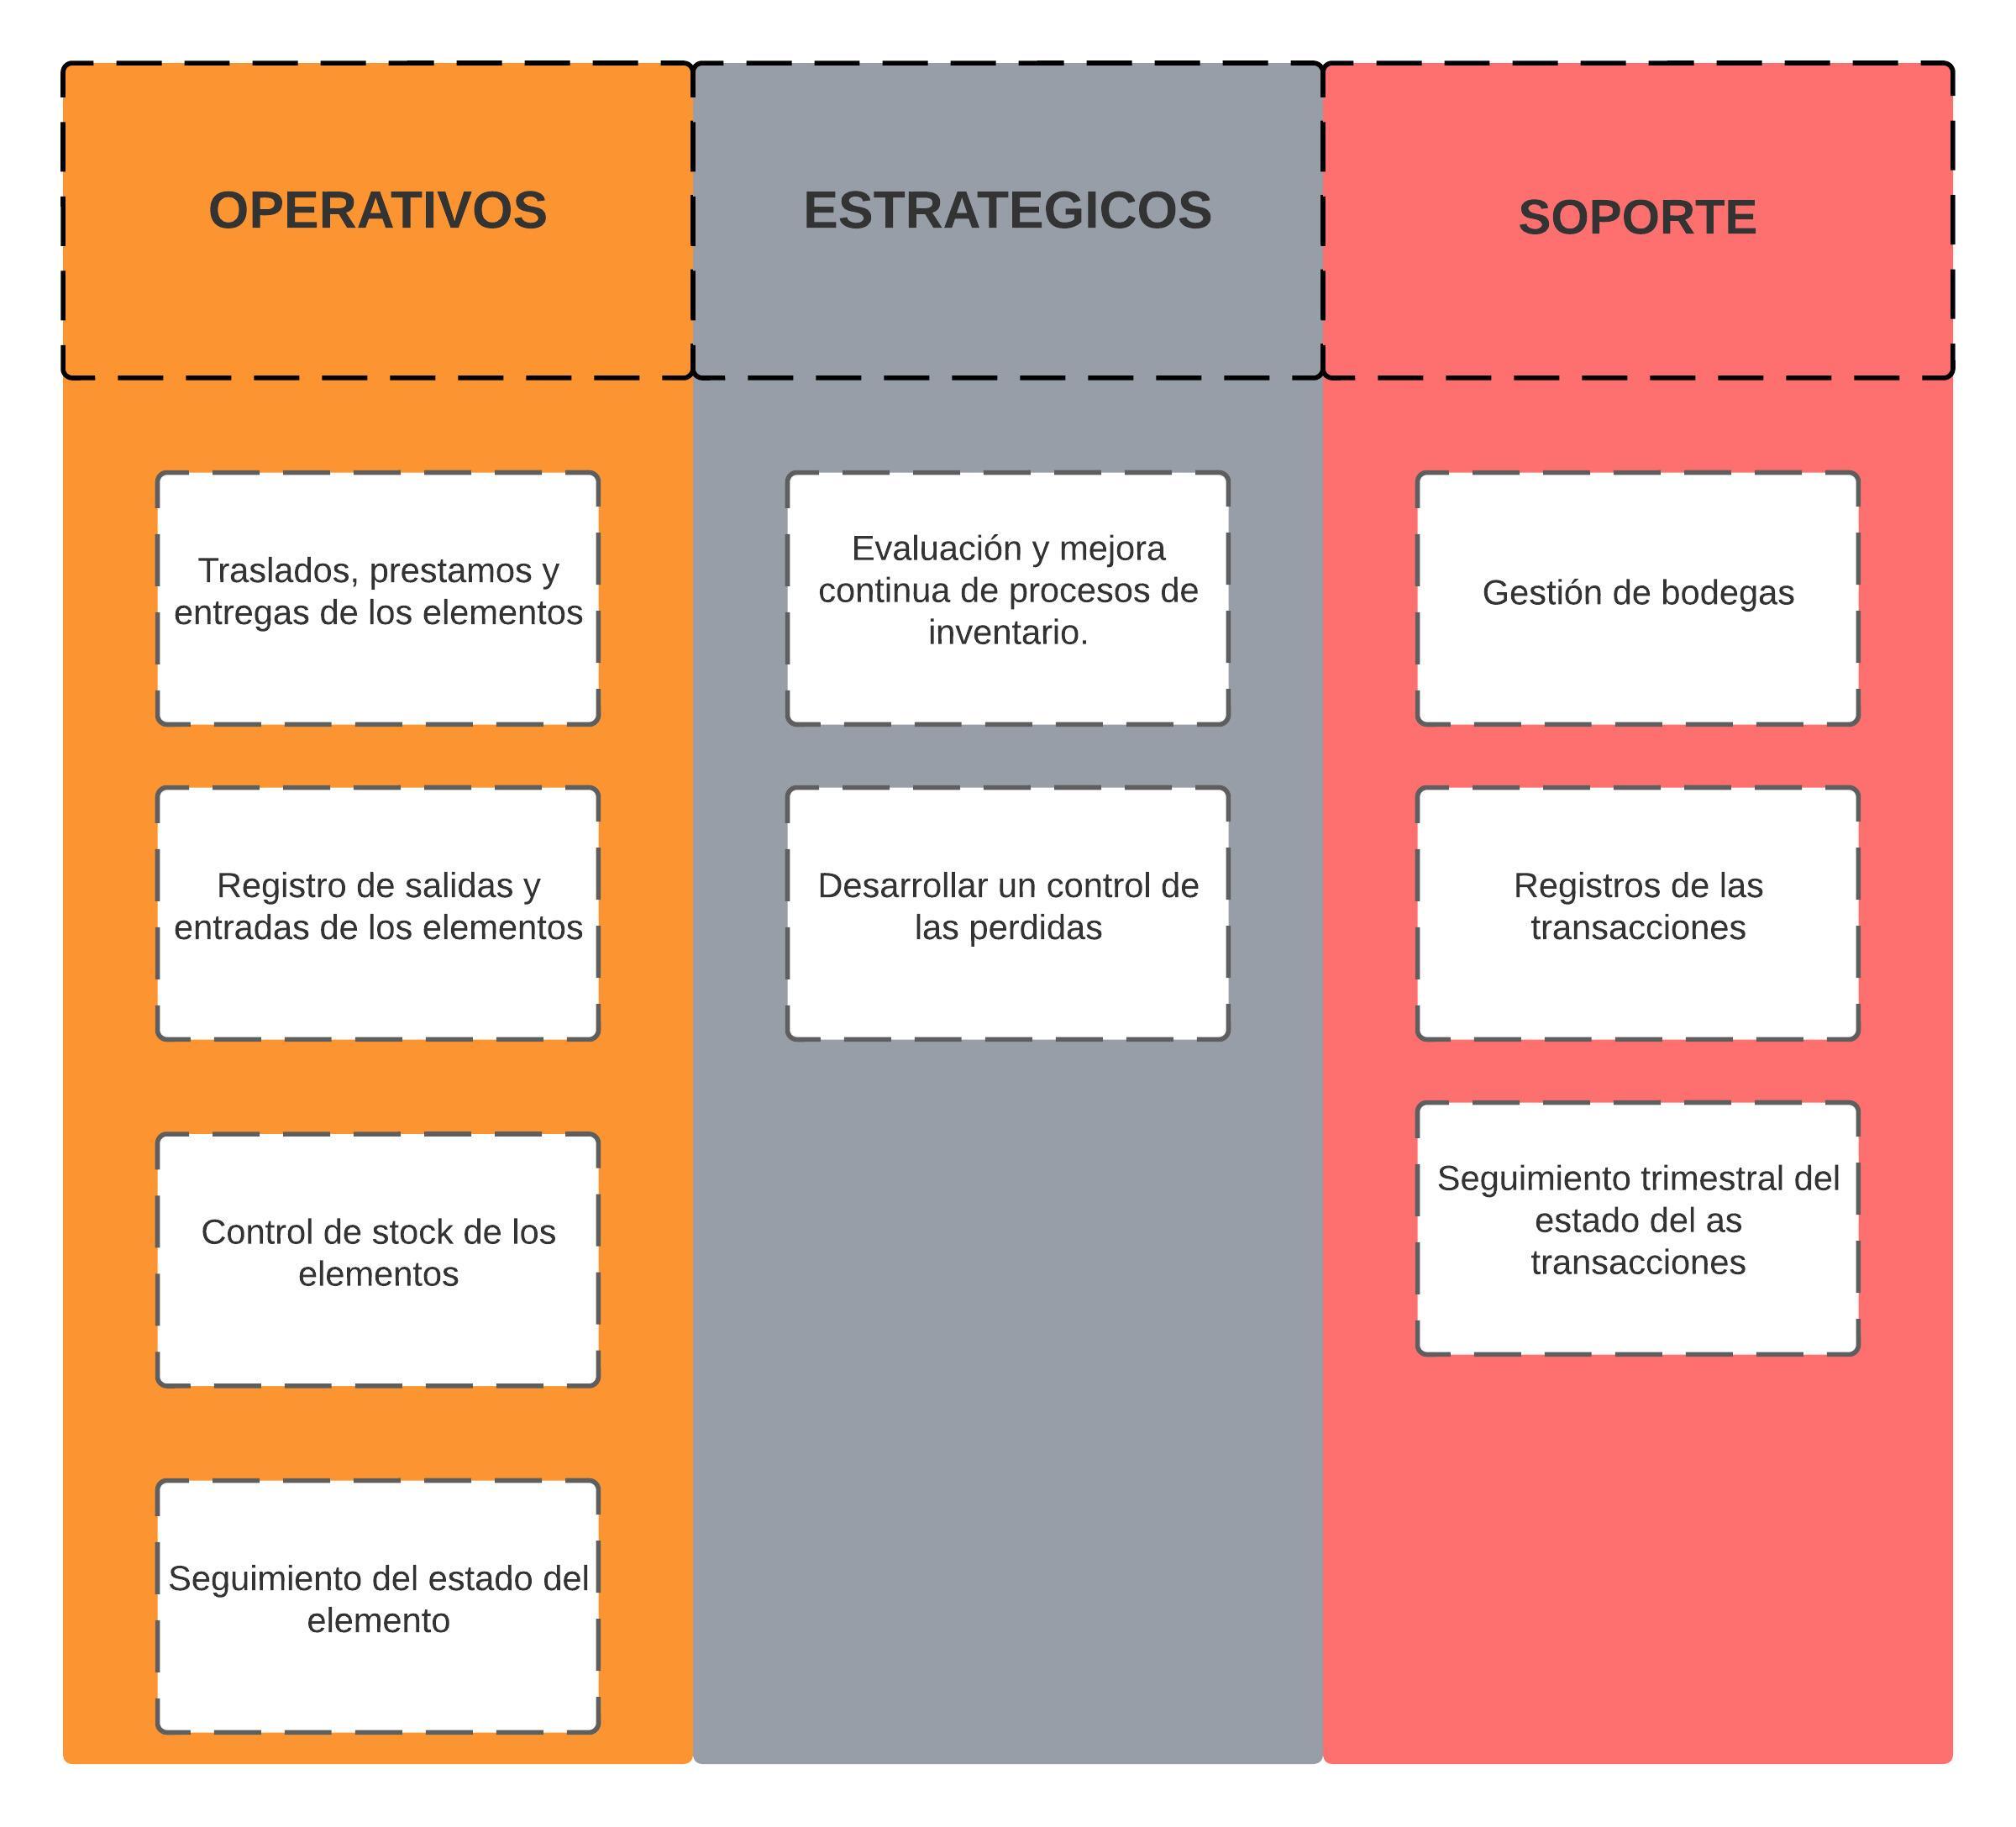 OPERATIVOS
ESTRATEGICOS
SOPORTE
Traslados, prestamos y
entregas de los elementos
Registro de salidas y
entradas de los elementos
Control de stock de los
elementos
Seguimiento del estado del
elemento
Evaluación y mejora
continua de procesos de
inventario.
Desarrollar un control de
las perdidas
Gestión de bodegas
Registros de las
transacciones
Seguimiento trimestral del
estado del as
transacciones